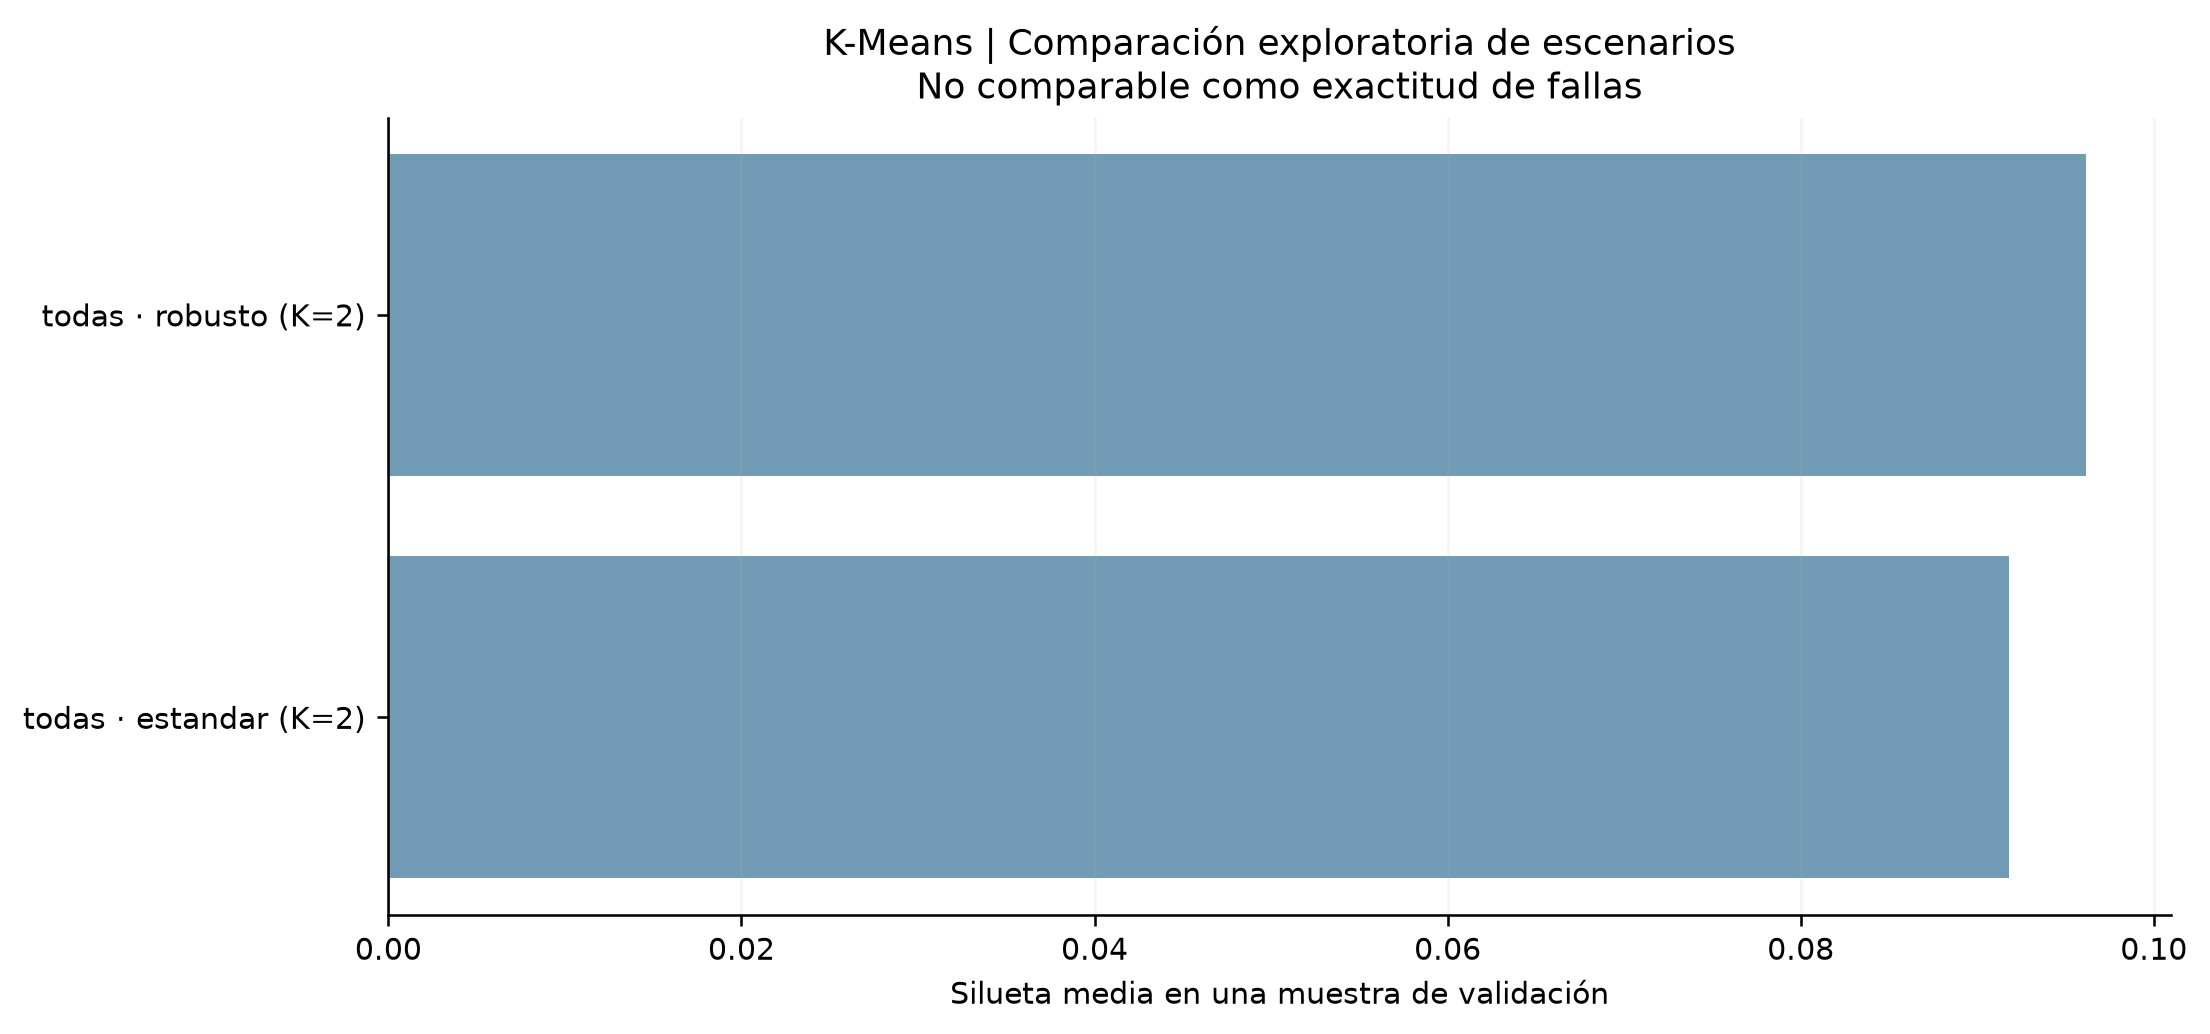 K-Means | Comparación exploratoria de escenarios
No comparable como exactitud de fallas
todas · robusto (K=2)
todas · estandar (K=2)
0.00 0.02 0.04 0.06 0.08 0.10
Silueta media en una muestra de validación